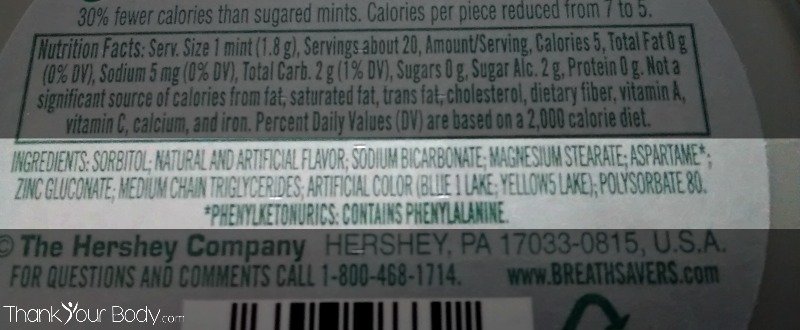 30% fewer calories than sugared mints. Calories per piece reduced from 7 to 5.
Nutrition Facts: Serv. Size 1 mint (1.8 g), Servings about 20, Amount/Serving, Calories 5, Total Fat 0 g
(0% DV), Sodium 5 mg (0% DV), Total Carb. 2 g (1% DV), Sugars 0 g, Sugar Alc. 2 g, Protein 0 g. Not a
significant source of calories from fat, saturated fat, trans fat, cholesterol, dietary fiber, vitamin A,
vitamin C, calcium, and iron. Percent Daily Values (DV) are based on a 2,000 calorie diet.
INGREDIENTS: SORBITOL; NATURAL AND ARTIFICIAL FLAVOR; SODIUM BICARBONATE; MAGNESIUM STEARATE; ASPARTAME*;
ZINC GLUCONATE; MEDIUM CHAIN TRIGLYCERIDES; ARTIFICIAL COLOR (BLUE 1 LAKE; YELLOW5 LAKE); POLYSORBATE 80.
*PHENYLKETONURICS: CONTAINS PHENYLALANINE.
© The Hershey Company HERSHEY, PA 17033-0815, U.S.A.
FOR QUESTIONS AND COMMENTS CALL 1-800-468-1714. www.BREATHSAVERS.com
ThankYour Body.com